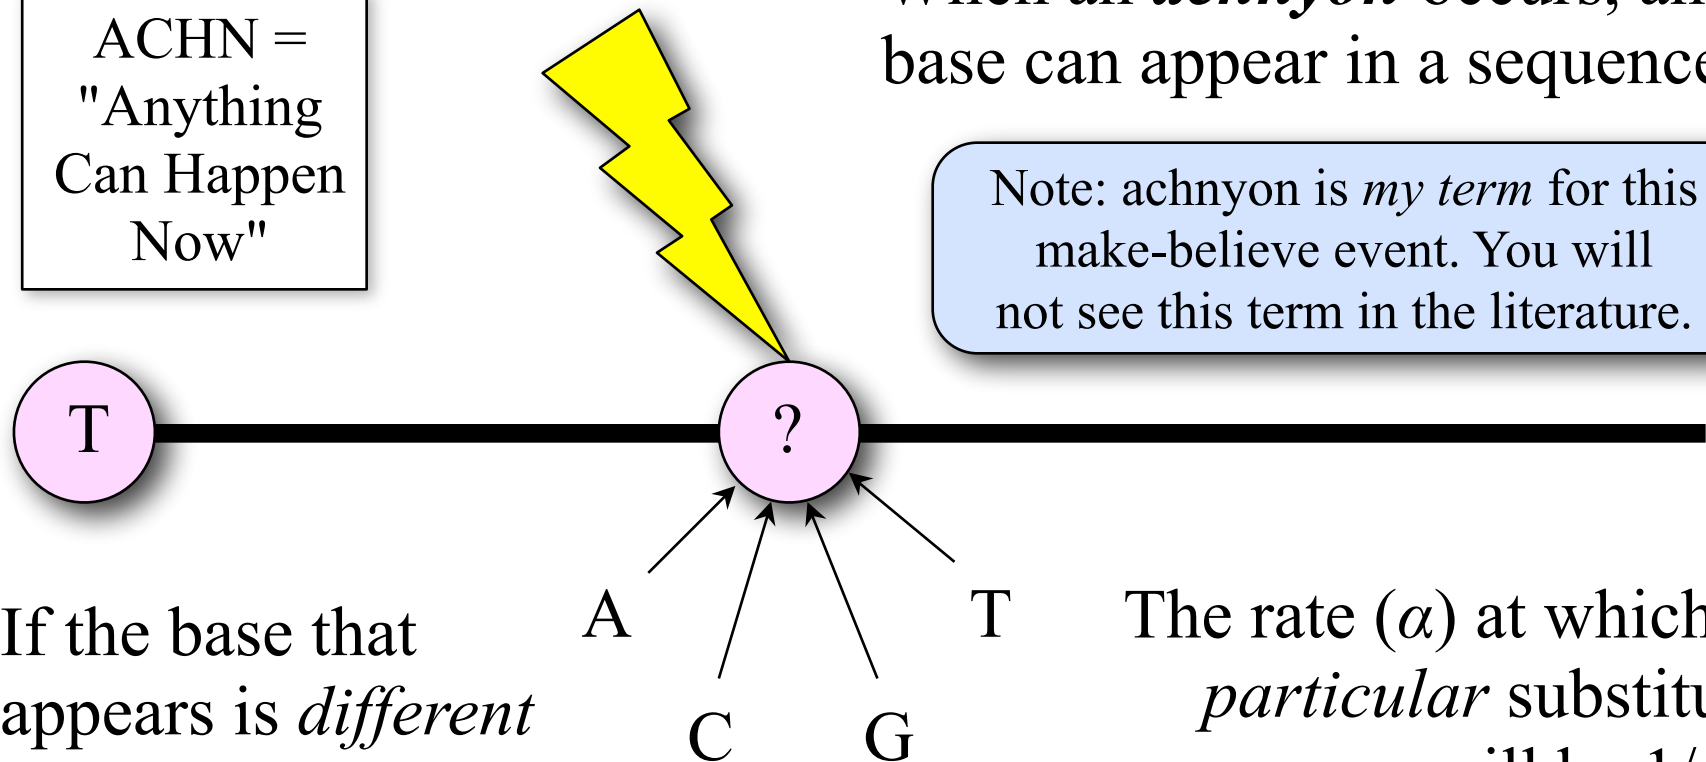 ACHN =
"Anything
Can Happen
Now"
base can appear in a sequence
Note: achnyon is my term for this
make-believe event. You will
not see this term in the literature.
T
?
A
C
G
T
If the base that
appears is different
The rate (α) at which
particular